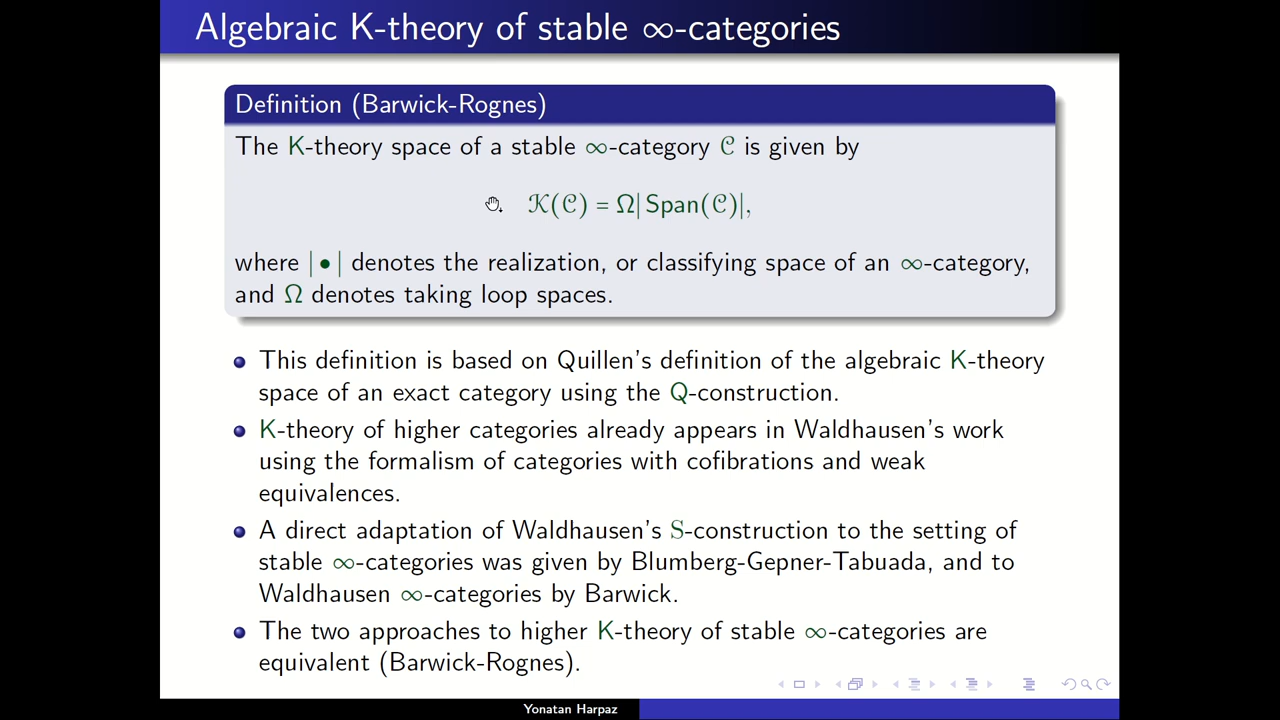 Algebraic K-theory of stable ∞-categories
Definition (Barwick-Rognes)
The K-theory space of a stable ∞-category 𝒞 is given by
𝒦(𝒞) = Ω| Span(𝒞)|,
where | • | denotes the realization, or classifying space of an ∞-category,
and Ω denotes taking loop spaces.
This definition is based on Quillen's definition of the algebraic K-theory
space of an exact category using the Q-construction.
K-theory of higher categories already appears in Waldhausen's work
using the formalism of categories with cofibrations and weak
equivalences.
A direct adaptation of Waldhausen's S-construction to the setting of
stable ∞-categories was given by Blumberg-Gepner-Tabuada, and to
Waldhausen ∞-categories by Barwick.
The two approaches to higher K-theory of stable ∞-categories are
equivalent (Barwick-Rognes).
Yonatan Harpaz